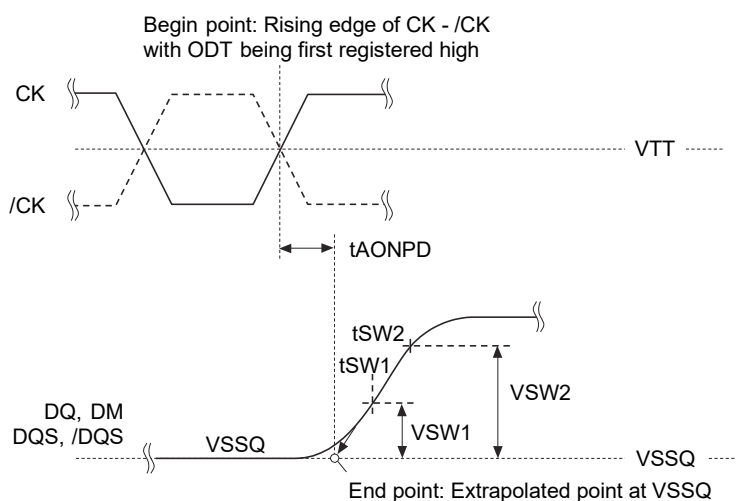 Begin point: Rising edge of CK - /CK
with ODT being first registered high
CK
VTT
/CK
tAONPD
tSW2
tSW1
VSW2
DQ, DM
DQS, /DQS
VSSQ
VSW1
VSSQ
End point: Extrapolated point at VSSQ